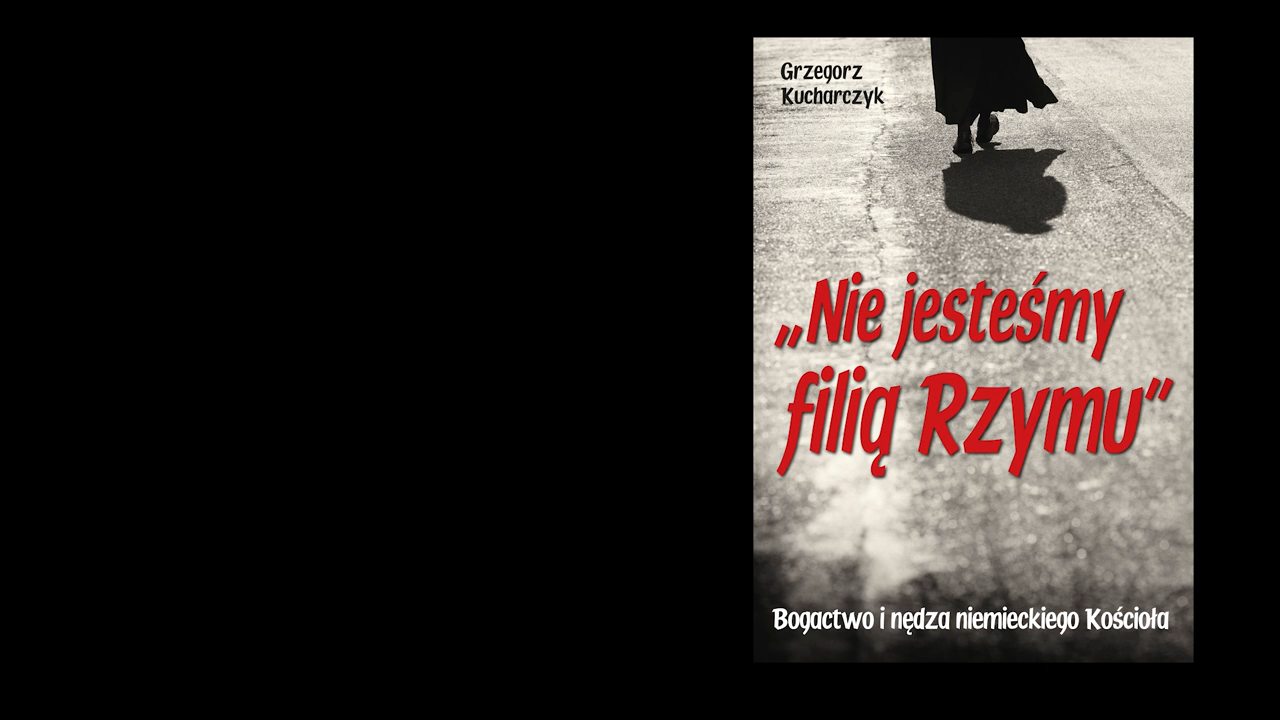 Grzegorz
Kucharczyk
„Nie jesteśmy
filią Rzymu”
Bogactwo i nędza niemieckiego Kościoła